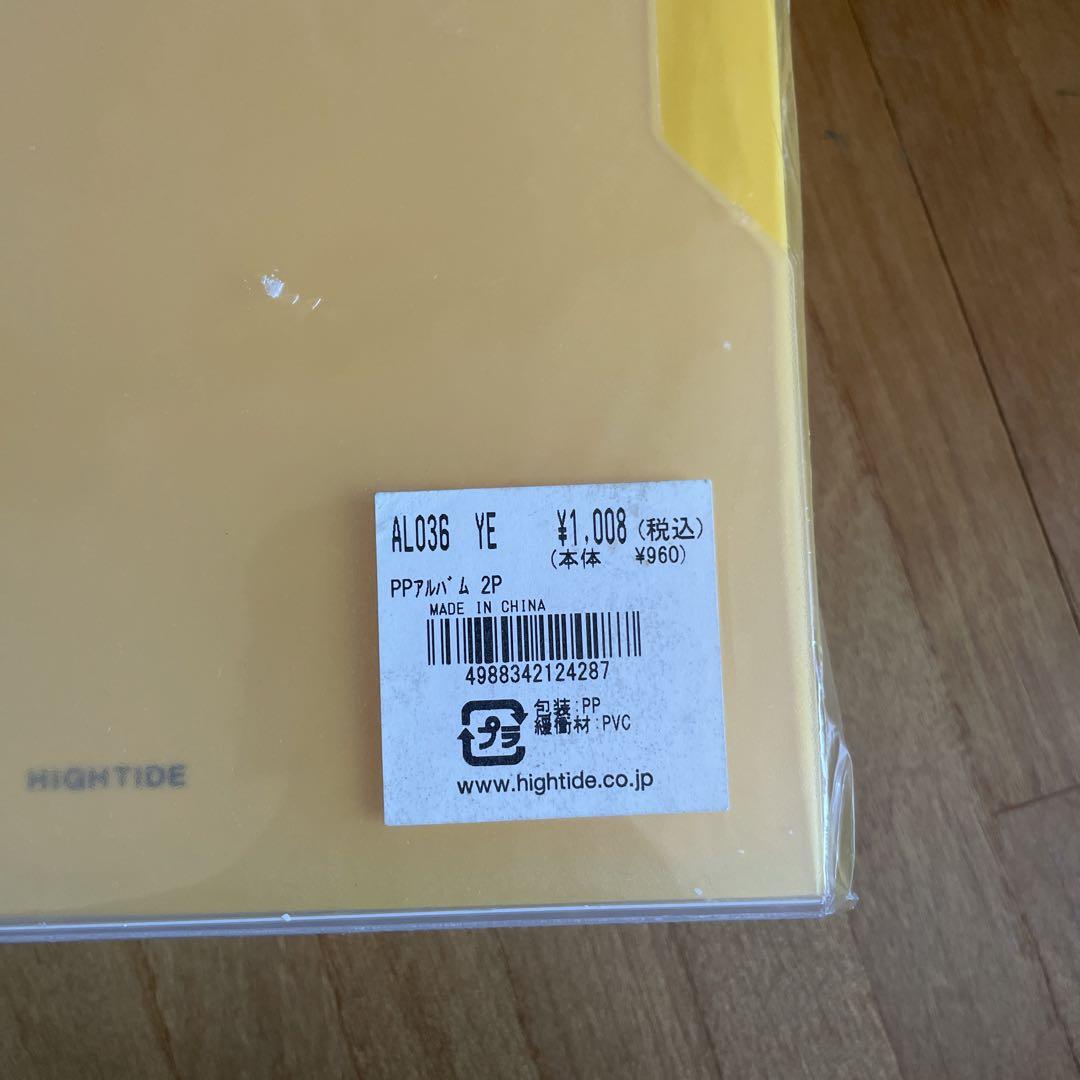 AL036 YE ¥1,008(税込)
(本体 ¥960)
PPアルバム 2P
MADE IN CHINA
4988342124287
プラ
包装:PP
緩衝材:PVC
www.hightide.co.jp
HIGHTIDE